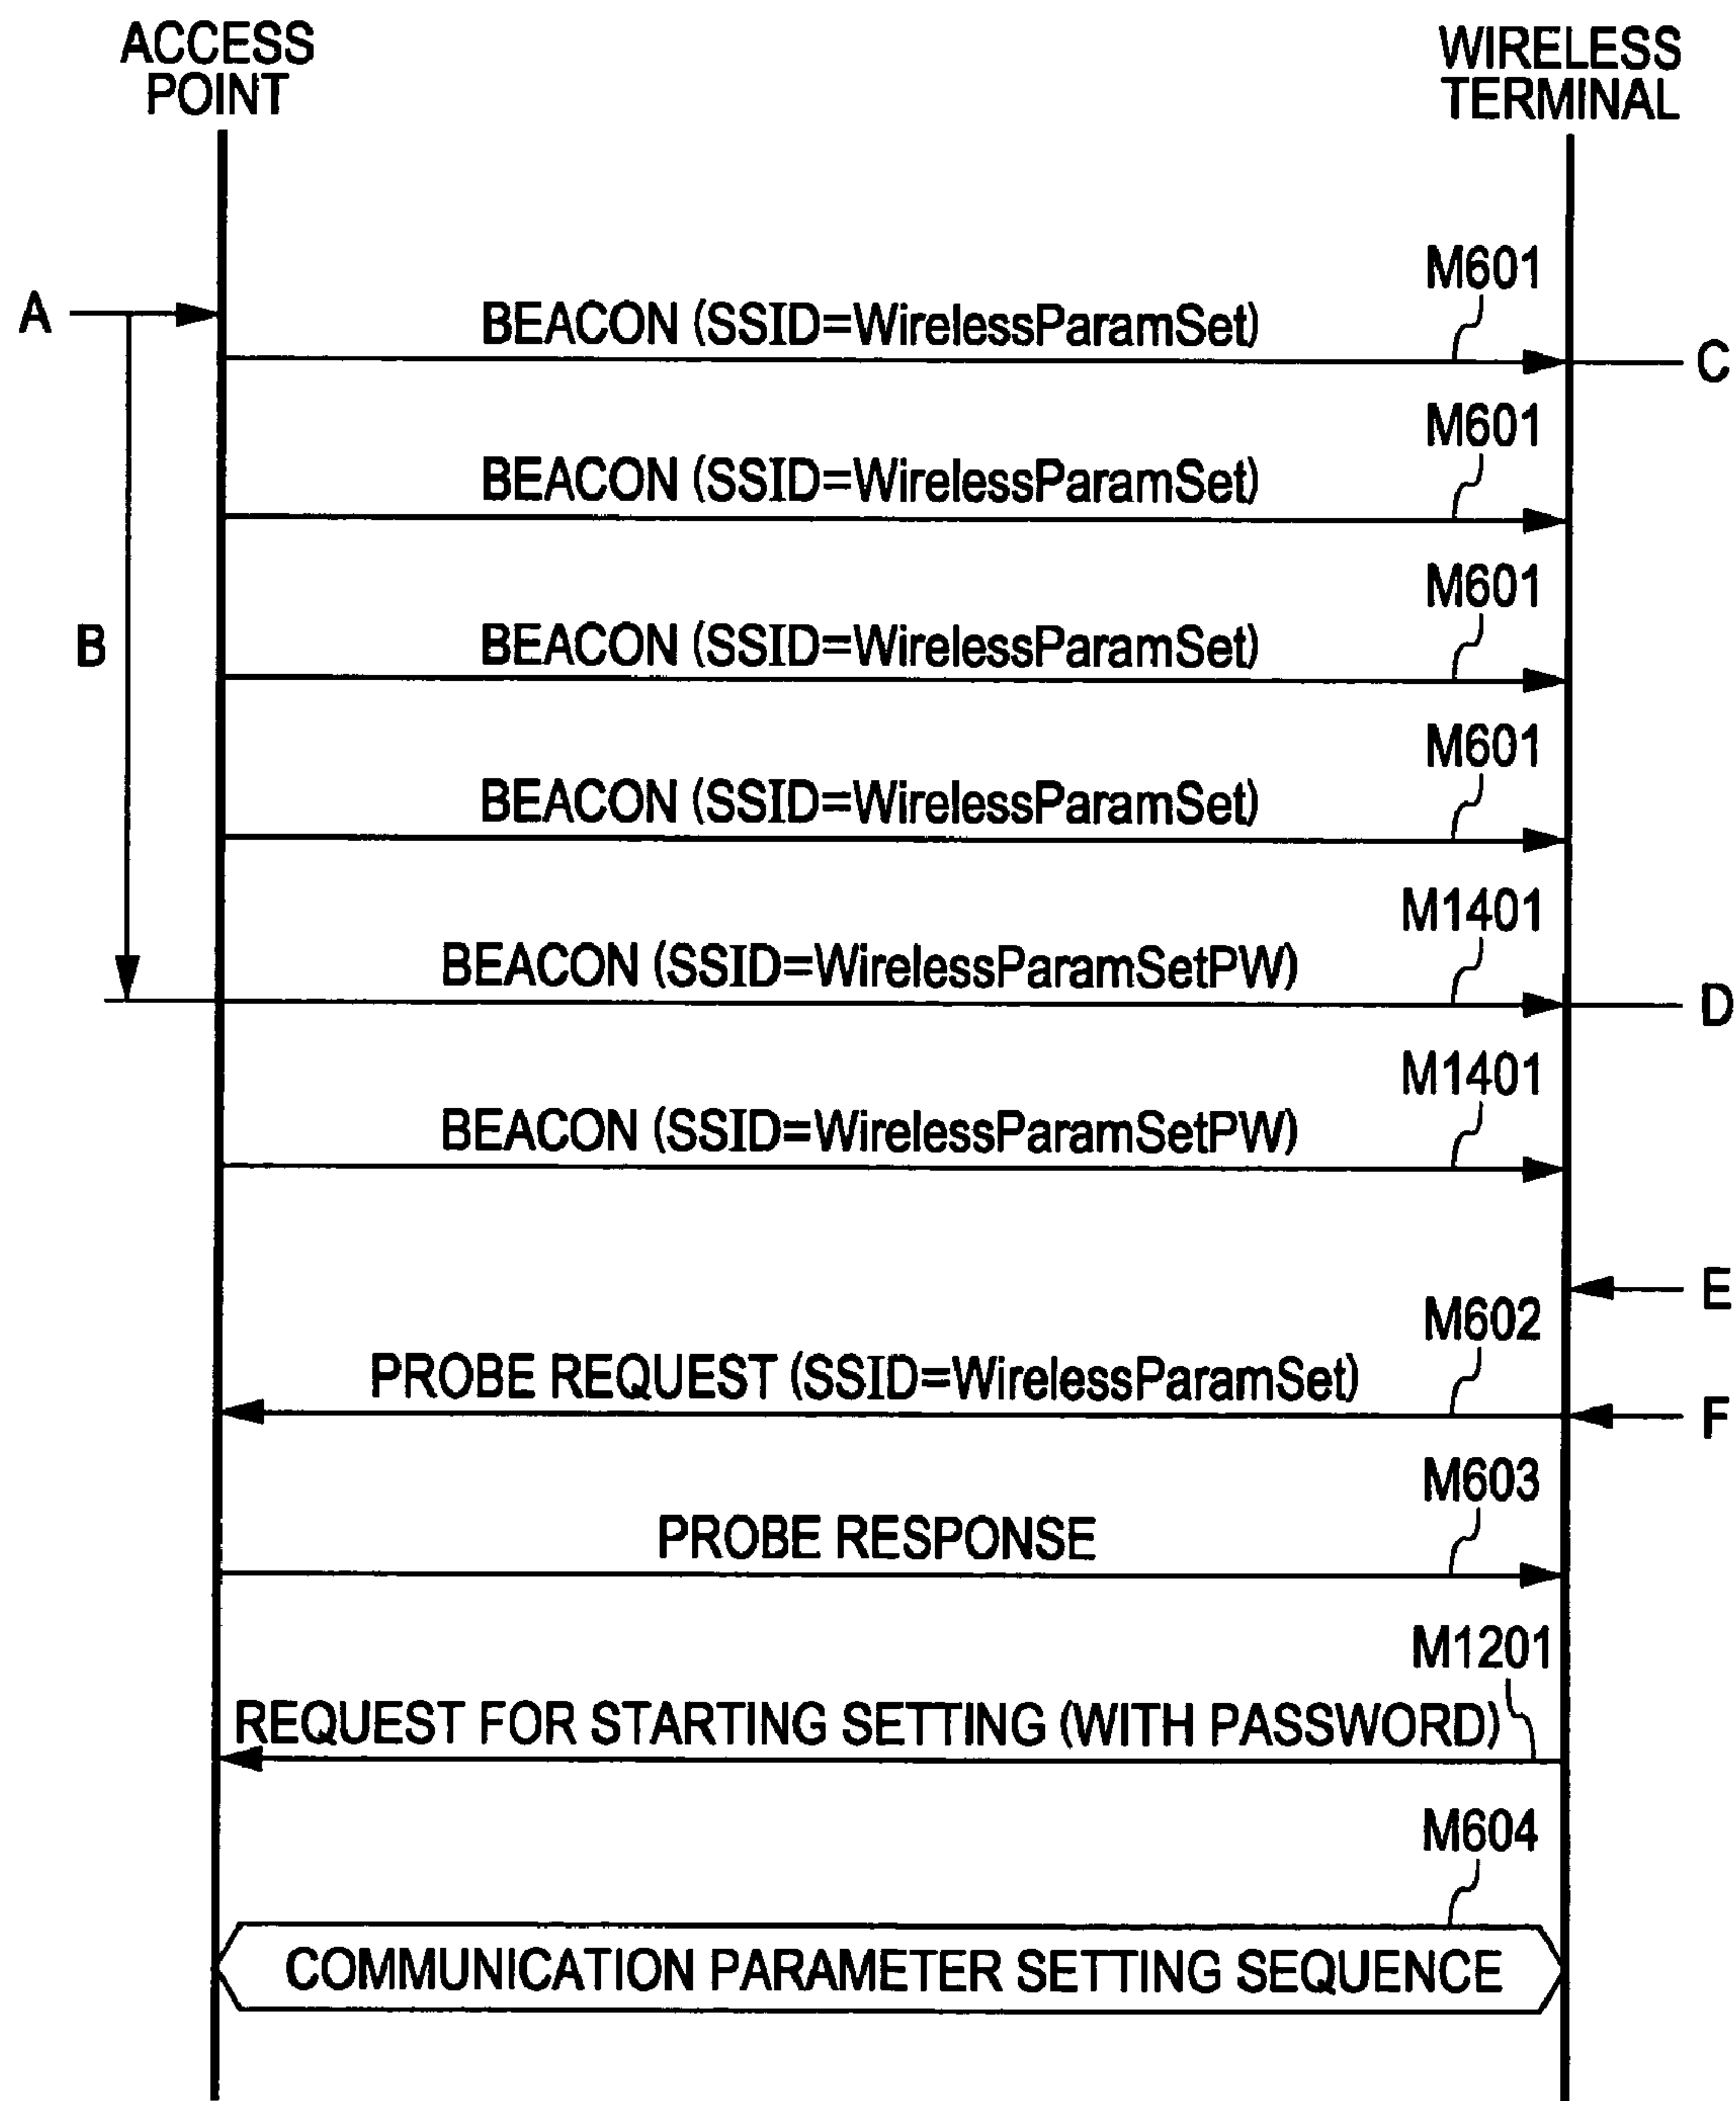 ACCESS
POINT
WIRELESS
TERMINAL
M601
A
BEACON (SSID=WirelessParamSet)
C
M601
BEACON (SSID=WirelessParamSet)
M601
B
BEACON (SSID=WirelessParamSet)
M601
BEACON (SSID=WirelessParamSet)
M1401
BEACON (SSID=WirelessParamSetPW)
D
M1401
BEACON (SSID=WirelessParamSetPW)
E
M602
PROBE REQUEST (SSID=WirelessParamSet)
F
M603
PROBE RESPONSE
M1201
REQUEST FOR STARTING SETTING (WITH PASSWORD)
M604
COMMUNICATION PARAMETER SETTING SEQUENCE